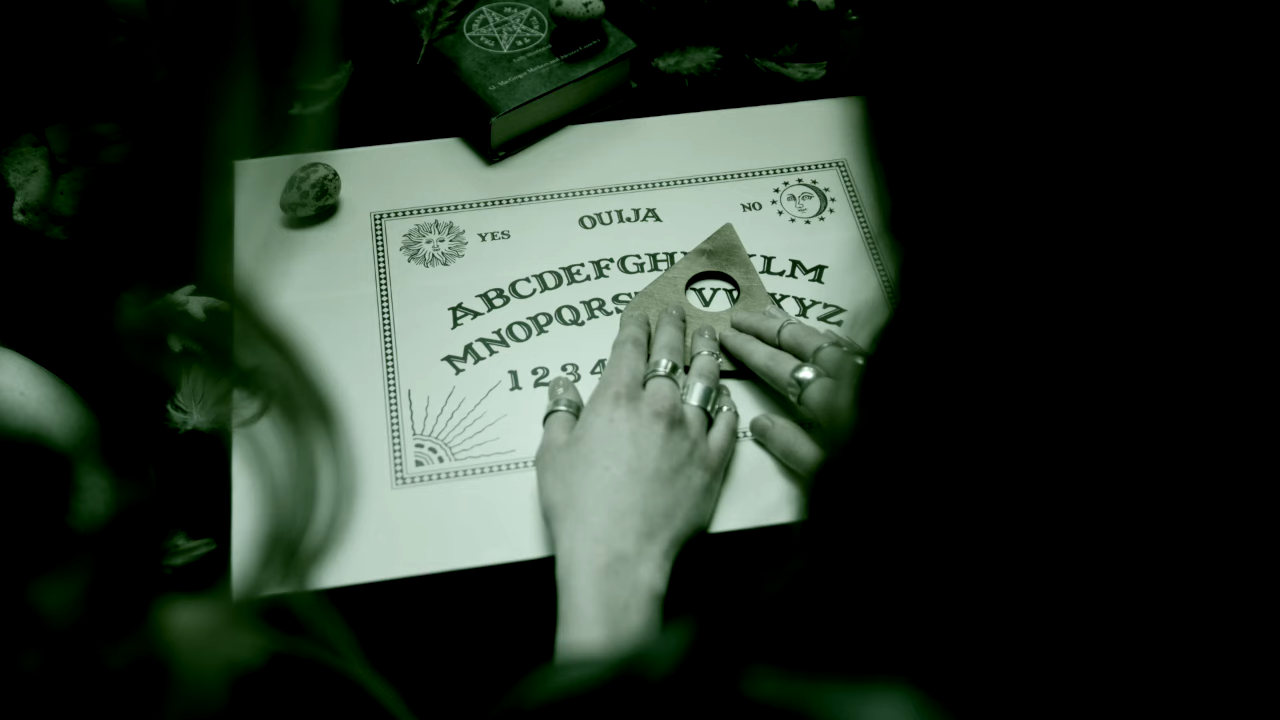 YES
OUIJA
NO
ABCDEFGH LM
MNOPQRS V XYZ
1234